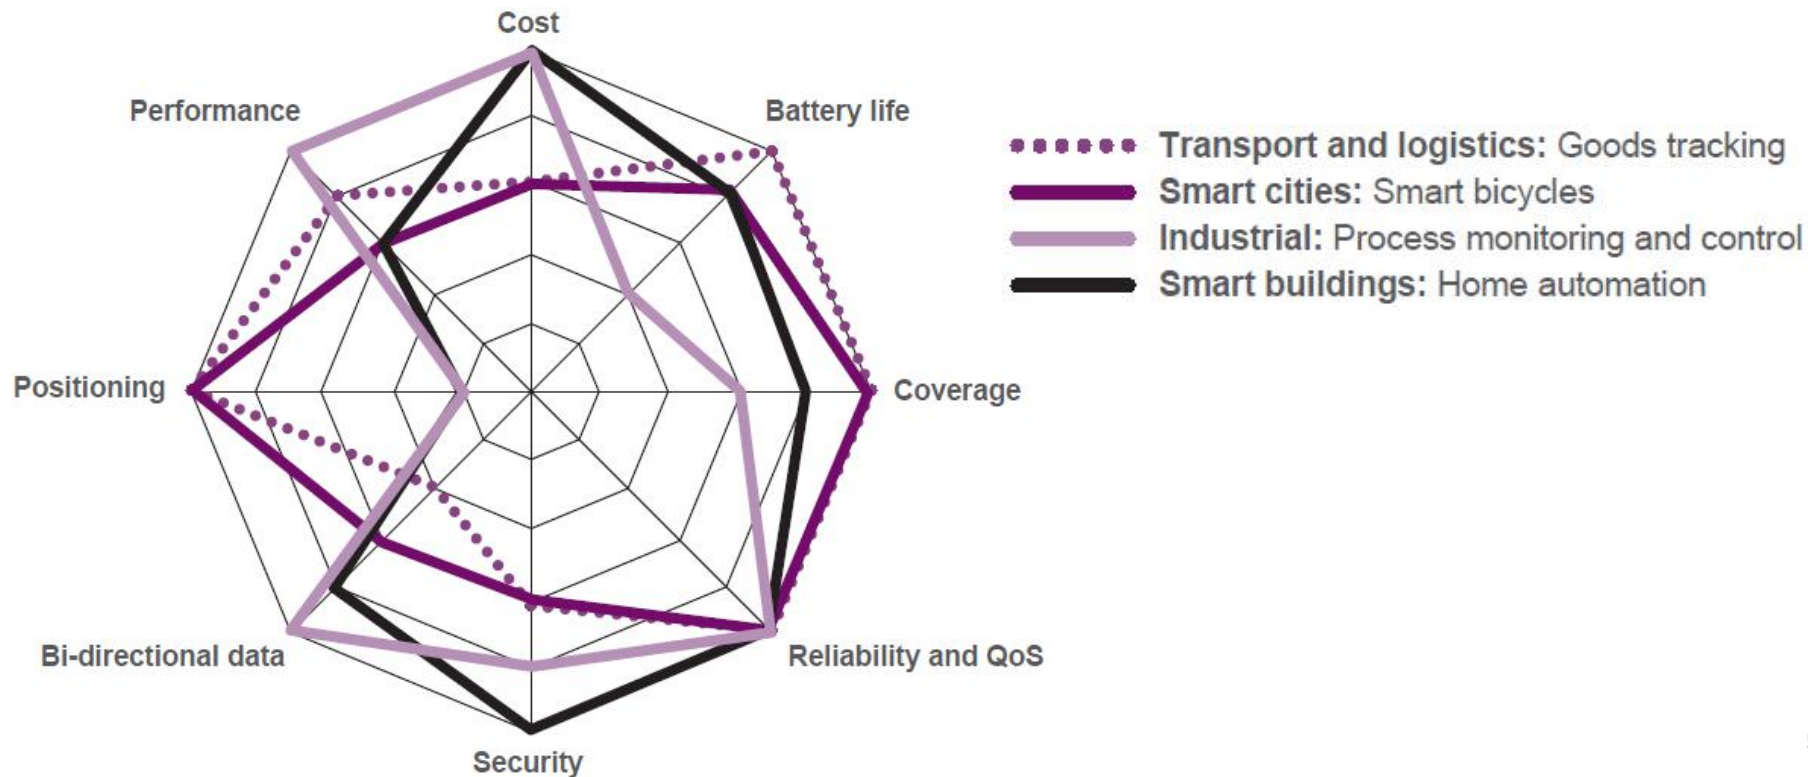 Cost
Performance
Battery life
Transport and logistics: Goods tracking
Smart cities: Smart bicycles
Industrial: Process monitoring and control
Smart buildings: Home automation
Positioning
Coverage
Bi-directional data
Reliability and QoS
Security